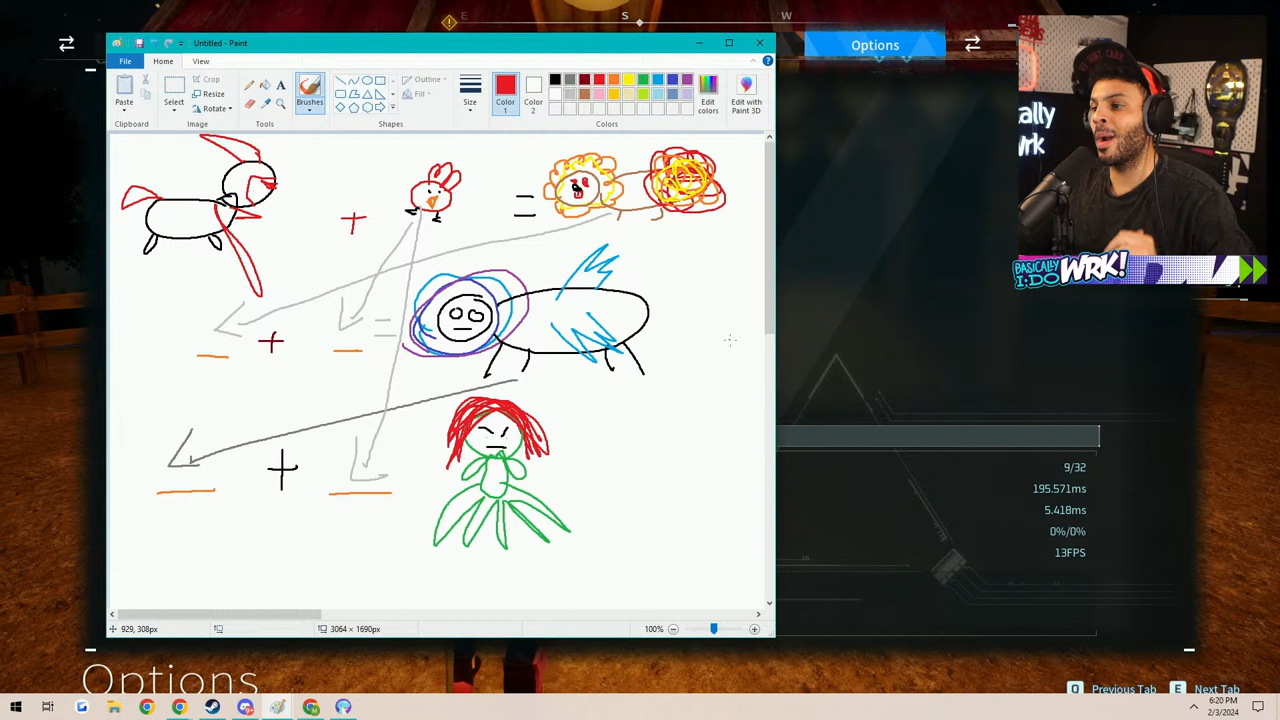 E S W
Options
Untitled - Paint
File Home View
Paste
Select
Crop
Resize
Rotate
A
Brushes
Outline
Fill
Size
Color 1
Color 2
Edit colors
Edit with Paint 3D
Clipboard Image Tools Shapes Colors
+ =
+ =
+
929, 308px 3064 × 1690px 100%
9/32
195.571ms
5.418ms
0%/0%
13FPS
Options
Q Previous Tab E Next Tab
6:20 PM
2/3/2024
cally
Wrk
BASICALLY I DO WRK!